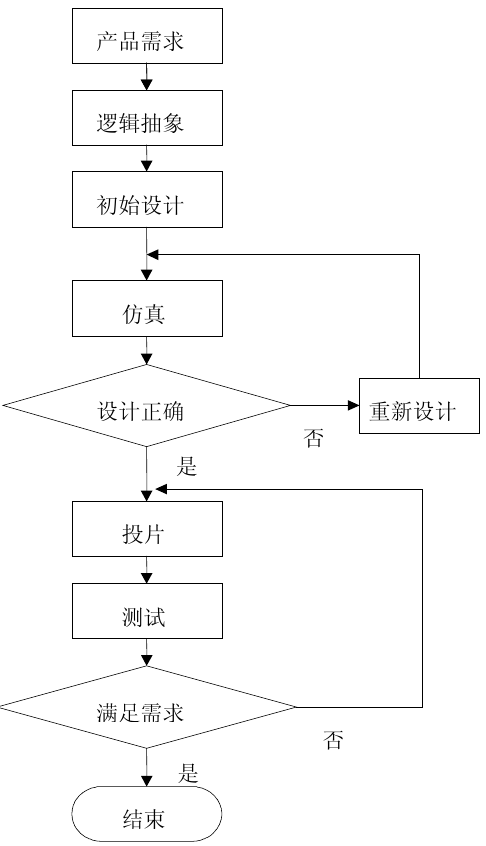 产品需求
逻辑抽象
初始设计
仿真
设计正确
重新设计
否
是
投片
测试
满足需求
否
是
结束